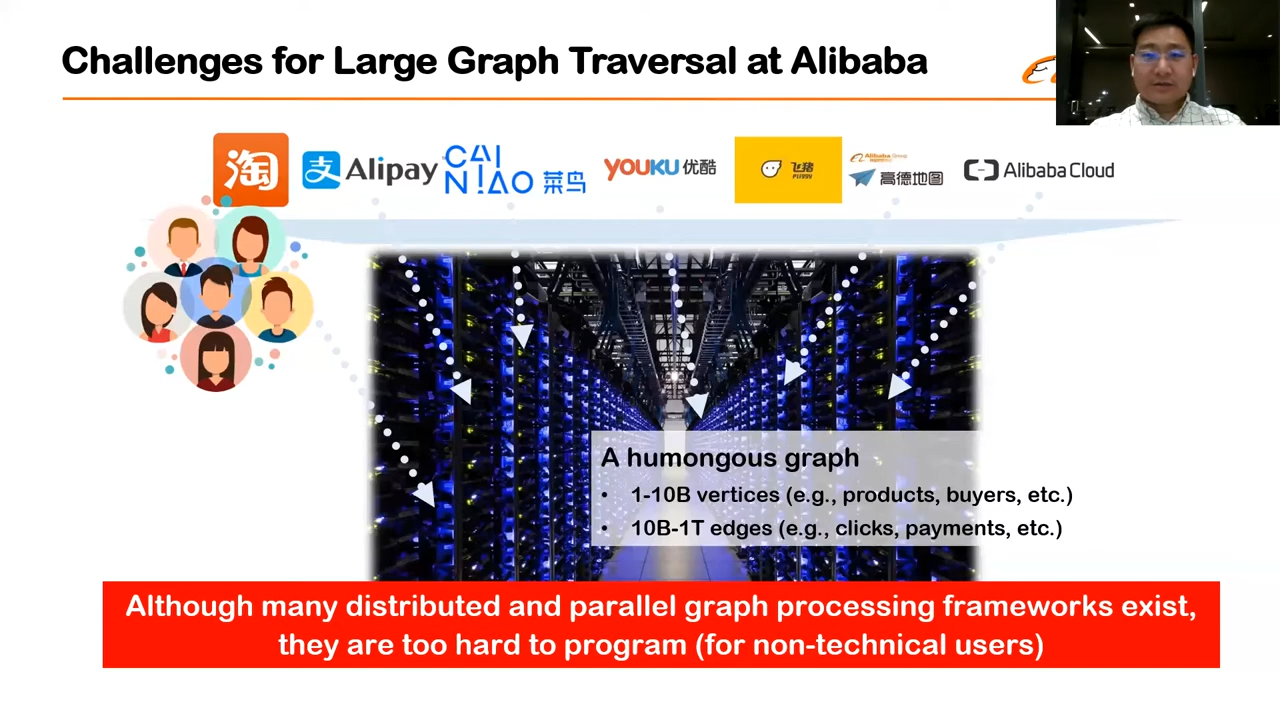 Challenges for Large Graph Traversal at Alibaba
淘
支 Alipay
CAI
NIAO 菜鸟
YOUKU 优酷
飞猪
Alibaba Group
高德地图
Alibaba Cloud
A humongous graph
• 1-10B vertices (e.g., products, buyers, etc.)
• 10B-1T edges (e.g., clicks, payments, etc.)
Although many distributed and parallel graph processing frameworks exist,
they are too hard to program (for non-technical users)